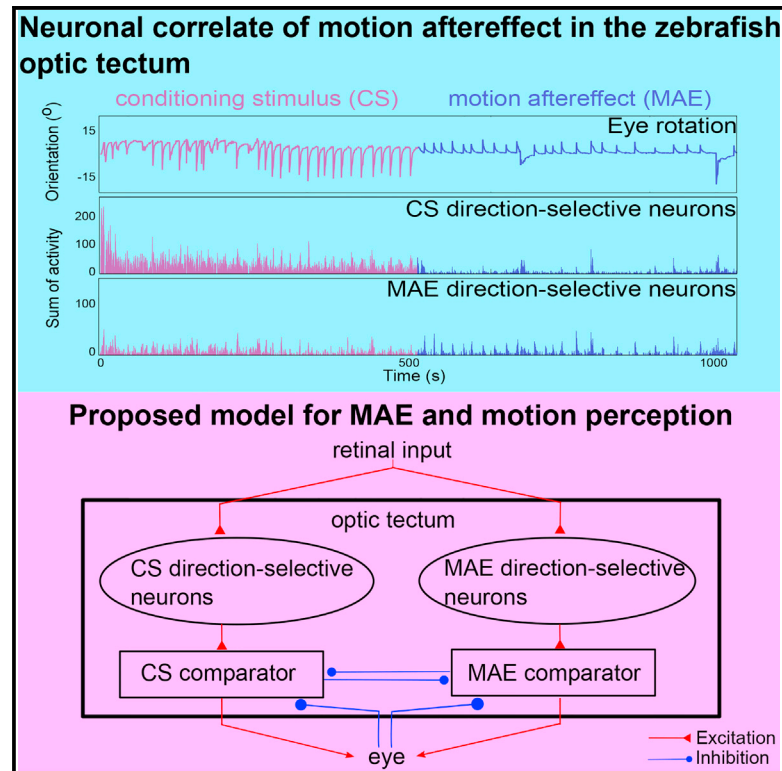 Neuronal correlate of motion aftereffect in the zebrafish
optic tectum
conditioning stimulus (CS) motion aftereffect (MAE)
Orientation (°)
15
-15
Eye rotation
Sum of activity
200
100
0
CS direction-selective neurons
100
0
MAE direction-selective neurons
0 500 1000
Time (s)
Proposed model for MAE and motion perception
retinal input
optic tectum
CS direction-selective
neurons
MAE direction-selective
neurons
CS comparator
MAE comparator
eye
Excitation
Inhibition